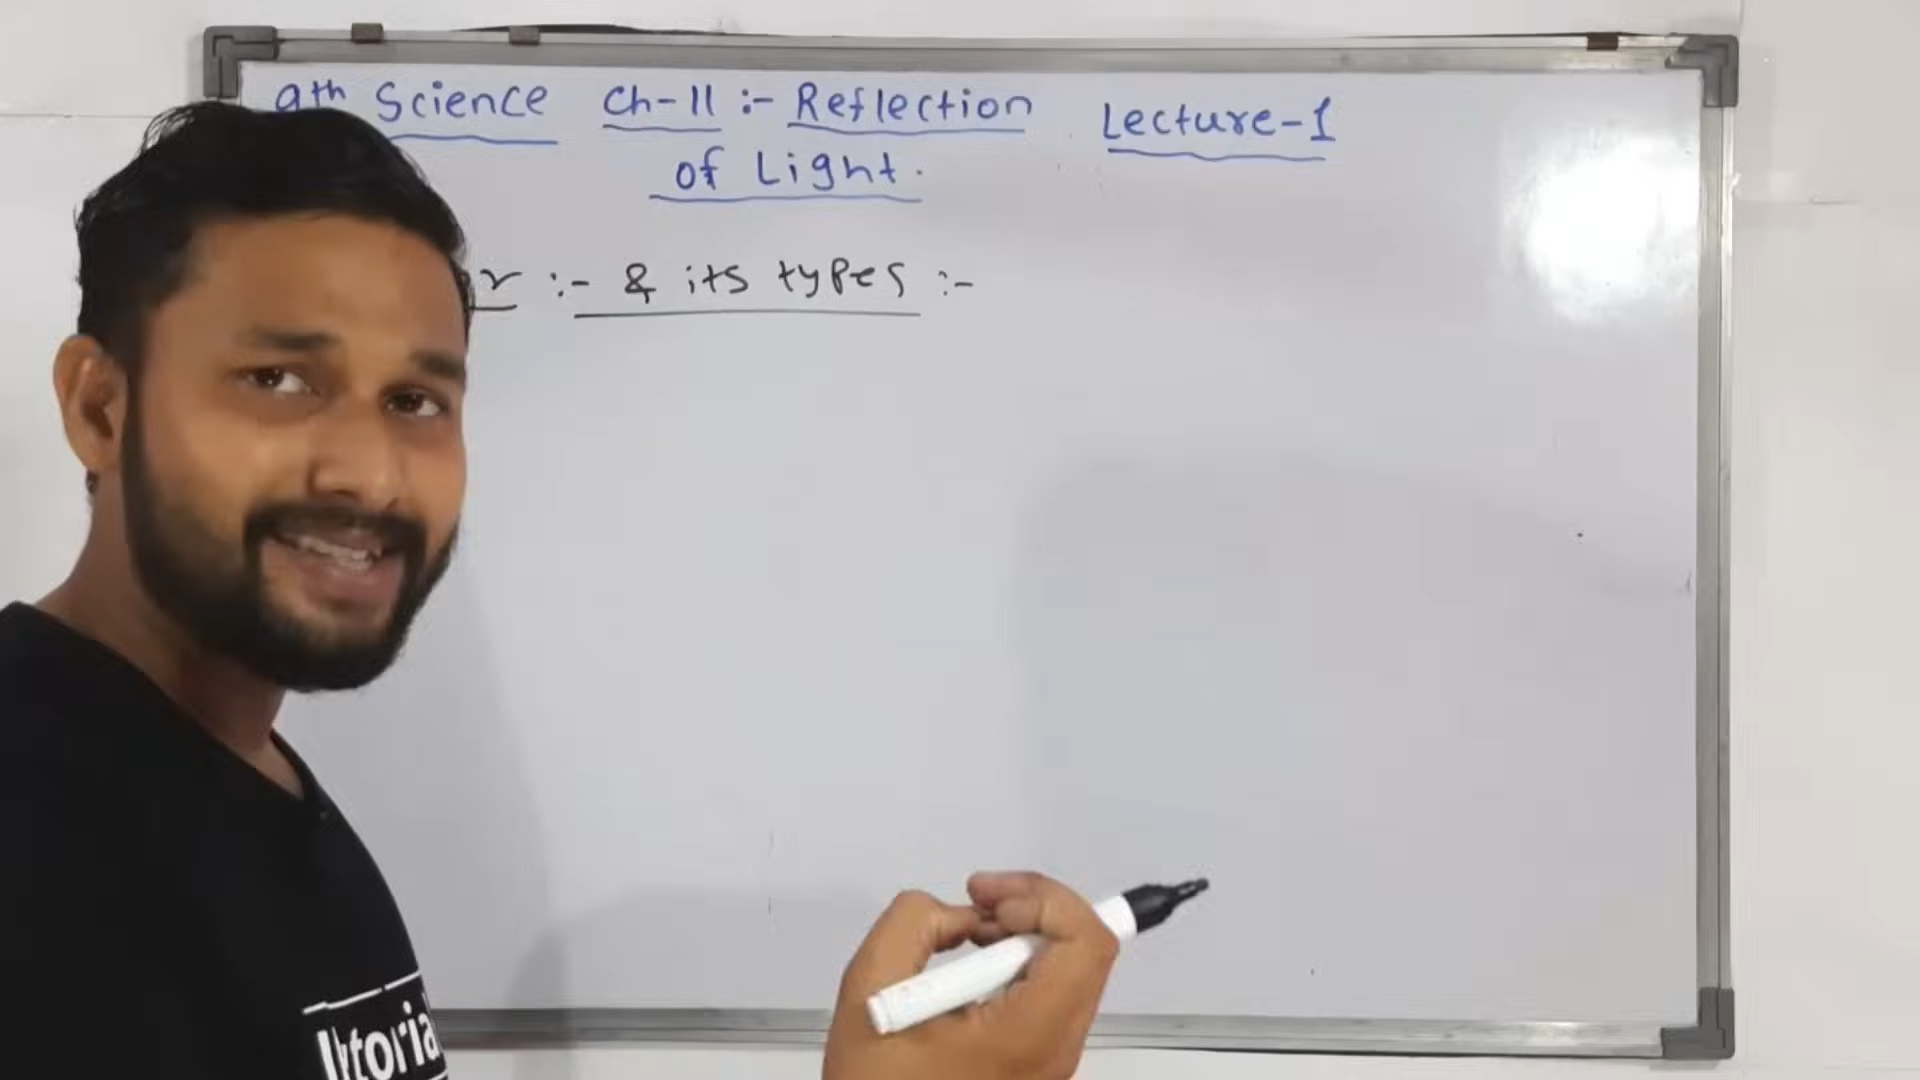 9th Science Ch-11 :- Reflection Lecture-1
of Light.
:- & its types :-